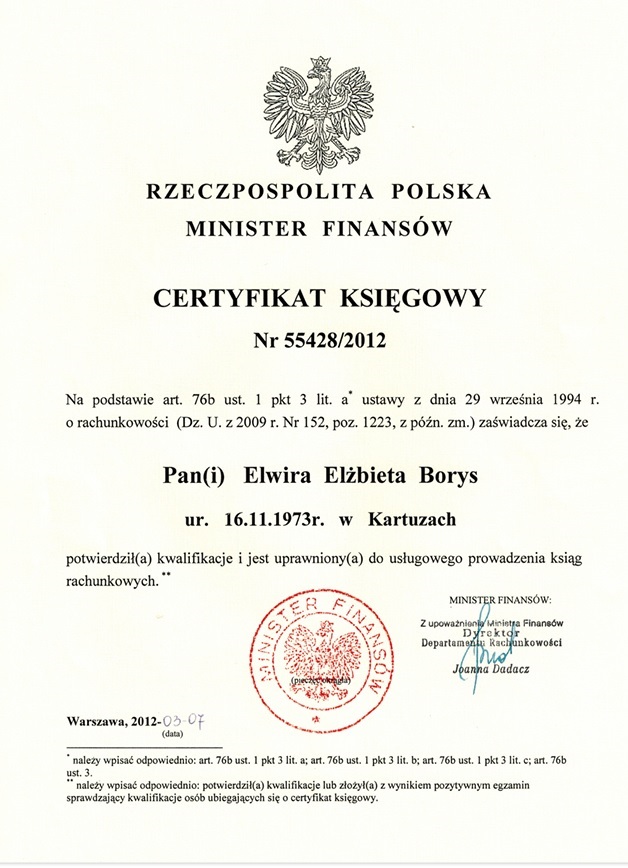 RZECZPOSPOLITA POLSKA
MINISTER FINANSÓW
CERTYFIKAT KSIĘGOWY
Nr 55428/2012
Na podstawie art. 76b ust. 1 pkt 3 lit. a* ustawy z dnia 29 września 1994 r.
o rachunkowości (Dz. U. z 2009 r. Nr 152, poz. 1223, z późn. zm.) zaświadcza się, że
Pan(i) Elwira Elżbieta Borys
ur. 16.11.1973r. w Kartuzach
potwierdził(a) kwalifikacje i jest uprawniony(a) do usługowego prowadzenia ksiąg
rachunkowych.**
MINISTER FINANSÓW:
Z upoważnienia Ministra Finansów
Dyrektor
Departamentu Rachunkowości
Joanna Dadacz
MINISTER FINANSÓW
(pieczęć okrągła)
Warszawa, 2012-03-07
(data)
* należy wpisać odpowiednio: art. 76b ust. 1 pkt 3 lit. a; art. 76b ust. 1 pkt 3 lit. b; art. 76b ust. 1 pkt 3 lit. c; art. 76b
ust. 3.
** należy wpisać odpowiednio: potwierdził(a) kwalifikacje lub złożył(a) z wynikiem pozytywnym egzamin
sprawdzający kwalifikacje osób ubiegających się o certyfikat księgowy.